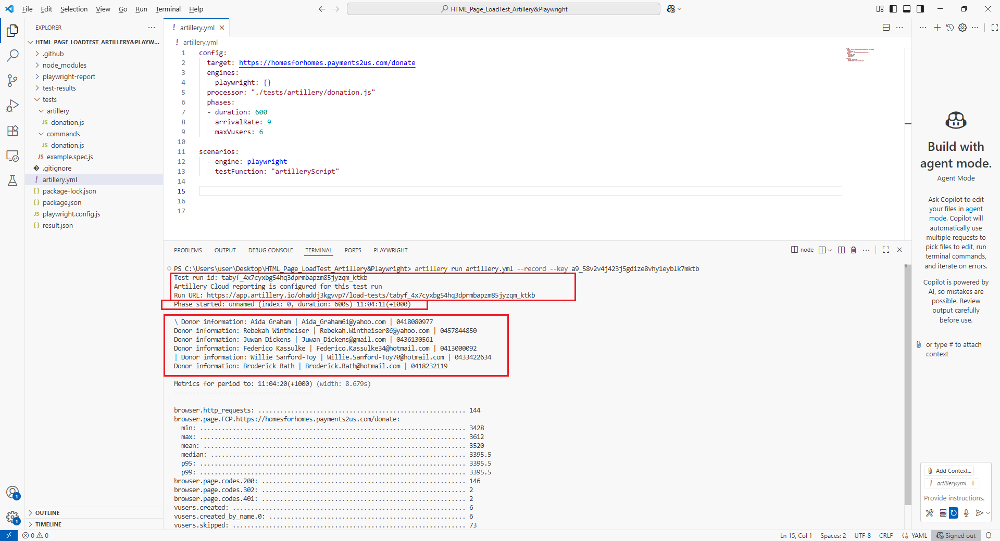 File Edit Selection View Go Run Terminal Help
HTML_Page_LoadTest_Artillery&Playwright
EXPLORER
HTML_PAGE_LOADTEST_ARTILLERY&PLAYW...
.github
node_modules
playwright-report
test-results
tests
artillery
JS donation.js
commands
JS donation.js
JS example.spec.js
.gitignore
! artillery.yml
{} package-lock.json
{} package.json
JS playwright.config.js
{} result.json
OUTLINE
TIMELINE
! artillery.yml
! artillery.yml
1 config:
2 target: https://homesforhomes.payments2us.com/donate
3 engines:
4 playwright: {}
5 processor: "./tests/artillery/donation.js"
6 phases:
7 - duration: 600
8 arrivalRate: 9
9 maxVusers: 6
10
11 scenarios:
12 - engine: playwright
13 testFunction: "artilleryScript"
14
15
16
17
PROBLEMS OUTPUT DEBUG CONSOLE TERMINAL PORTS PLAYWRIGHT
node
PS C:\Users\user\Desktop\HTML_Page_LoadTest_Artillery&Playwright> artillery run artillery.yml --record --key a9_58v2v4j423j5gdize8vhy1eyblk7mktb
Test run id: tabyf_4x7cyxbg54hq3dprmbapzm85jyzqm_ktkb
Artillery Cloud reporting is configured for this test run
Run URL: https://app.artillery.io/ohaddj3kgvvp7/load-tests/tabyf_4x7cyxbg54hq3dprmbapzm85jyzqm_ktkb
Phase started: unnamed (index: 0, duration: 600s) 11:04:11(+1000)
\ Donor information: Aida Graham | Aida_Graham61@yahoo.com | 0418080977
Donor information: Rebekah Wintheiser | Rebekah.Wintheiser86@yahoo.com | 0457844850
Donor information: Juwan Dickens | Juwan_Dickens@gmail.com | 0436130561
Donor information: Federico Kassulke | Federico.Kassulke34@hotmail.com | 0413000092
| Donor information: Willie Sanford-Toy | Willie.Sanford-Toy70@hotmail.com | 0433422634
Donor information: Broderick Rath | Broderick.Rath@hotmail.com | 0418232119
Metrics for period to: 11:04:20(+1000) (width: 8.679s)
--------------------------------------
browser.http_requests: ......................................................... 144
browser.page.FCP.https://homesforhomes.payments2us.com/donate:
min: ......................................................................... 3428
max: ......................................................................... 3612
mean: ........................................................................ 3520
median: ...................................................................... 3395.5
p95: ......................................................................... 3395.5
p99: ......................................................................... 3395.5
browser.page.codes.200: ........................................................ 146
browser.page.codes.302: ........................................................ 2
browser.page.codes.401: ........................................................ 2
vusers.created: ................................................................ 6
vusers.created_by_name.0: ...................................................... 6
vusers.skipped: ................................................................ 73
Build with
agent mode.
Agent Mode
Ask Copilot to edit
your files in agent
mode. Copilot will
automatically use
multiple requests to
pick files to edit, run
terminal commands,
and iterate on errors.
Copilot is powered by
AI, so mistakes are
possible. Review
output carefully
before use.
or type # to attach
context
Add Context...
! artillery.yml +
Provide instructions.
1
1
0 0
Ln 15, Col 1 Spaces: 2 UTF-8 CRLF YAML Signed out